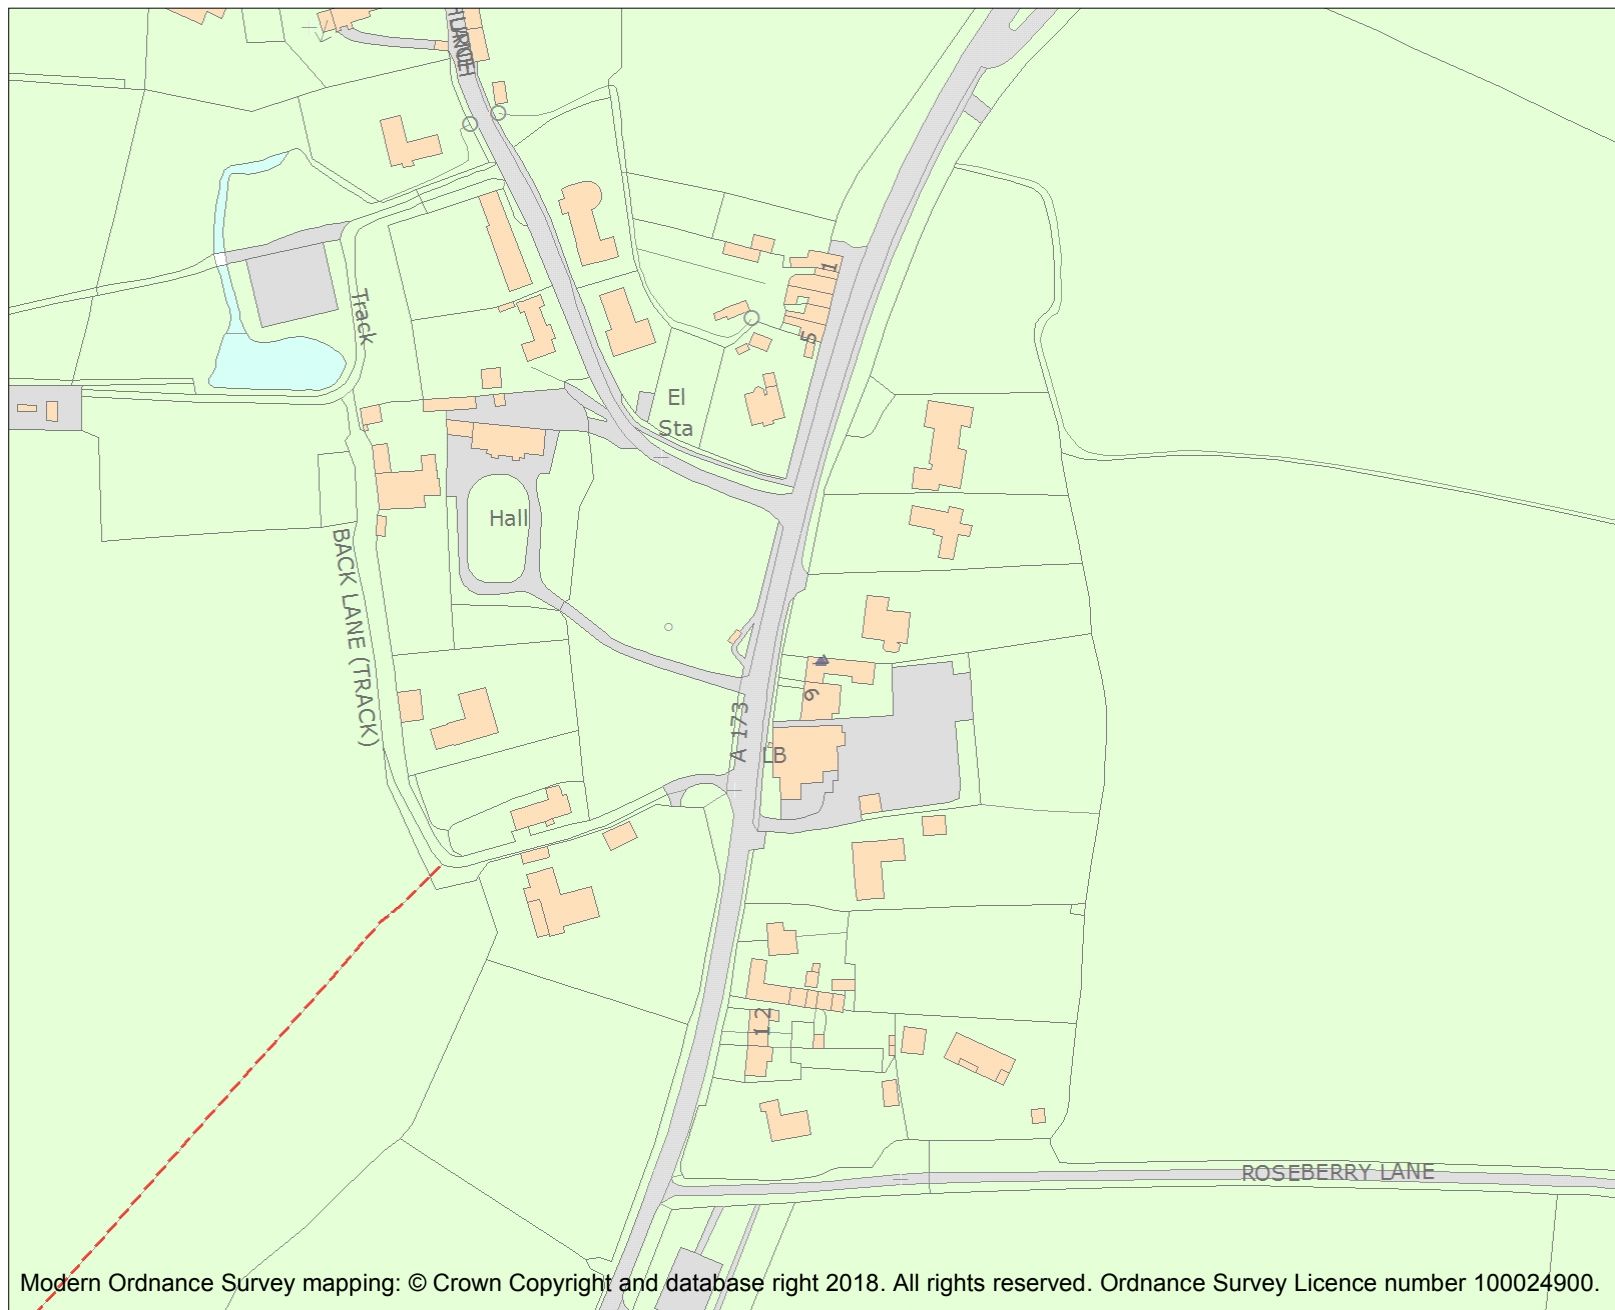 Track
1
5
El
Sta
Hall
BACK LANE (TRACK)
6
A 173
LB
12
ROSEBERRY LANE
Modern Ordnance Survey mapping: © Crown Copyright and database right 2018. All rights reserved. Ordnance Survey Licence number 100024900.